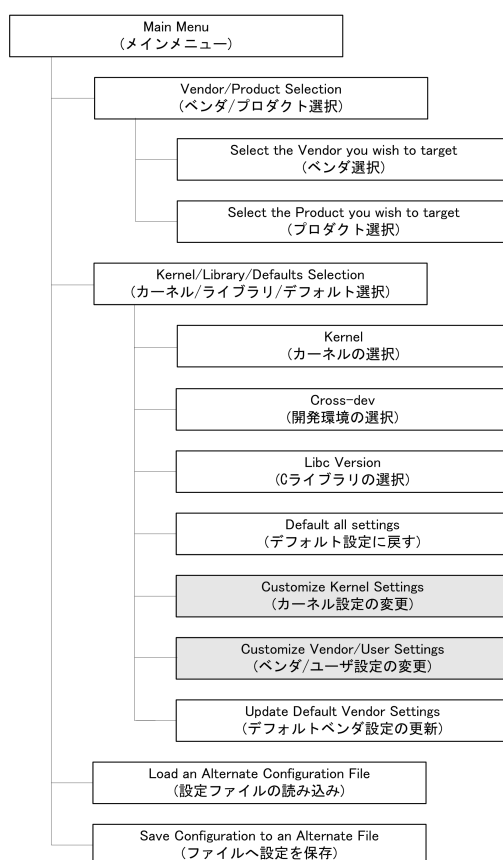 Main Menu
(メインメニュー)
Vendor/Product Selection
(ベンダ/プロダクト選択)
Select the Vendor you wish to target
(ベンダ選択)
Select the Product you wish to target
(プロダクト選択)
Kernel/Library/Defaults Selection
(カーネル/ライブラリ/デフォルト選択)
Kernel
(カーネルの選択)
Cross-dev
(開発環境の選択)
Libc Version
(Cライブラリの選択)
Default all settings
(デフォルト設定に戻す)
Customize Kernel Settings
(カーネル設定の変更)
Customize Vendor/User Settings
(ベンダ/ユーザ設定の変更)
Update Default Vendor Settings
(デフォルトベンダ設定の更新)
Load an Alternate Configuration File
(設定ファイルの読み込み)
Save Configuration to an Alternate File
(ファイルへ設定を保存)